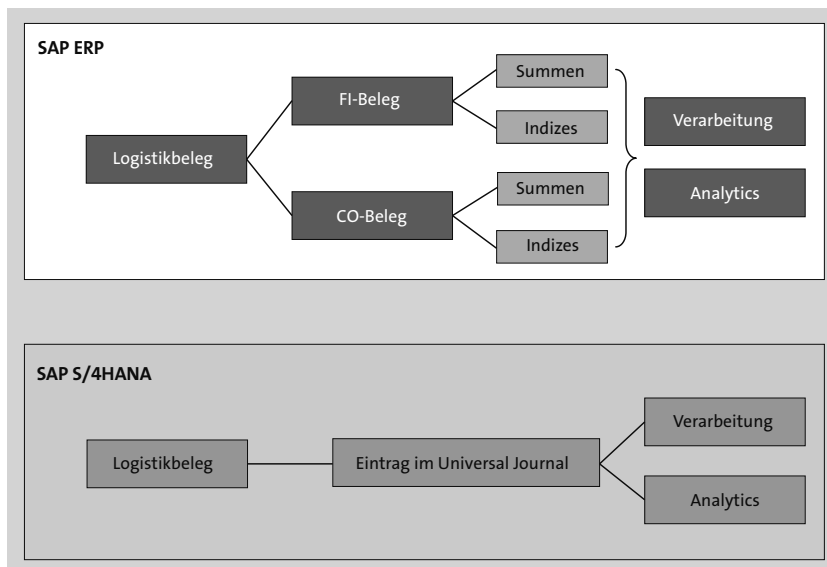 SAP ERP
Summen
FI-Beleg
Indizes
Verarbeitung
Logistikbeleg
Summen
Analytics
CO-Beleg
Indizes
SAP S/4HANA
Verarbeitung
Logistikbeleg
Eintrag im Universal Journal
Analytics